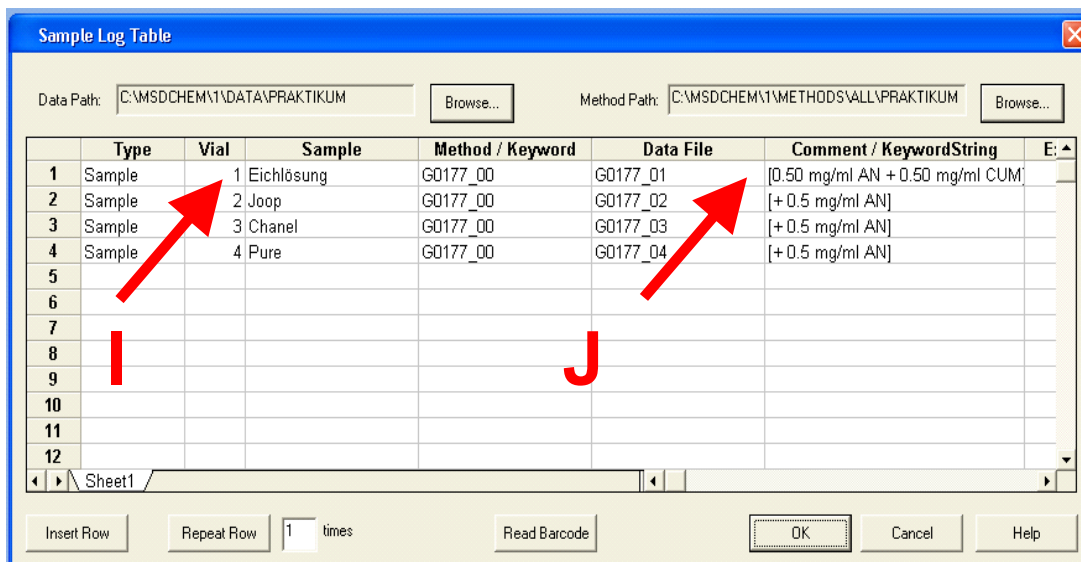 Sample Log Table
Data Path: C:\MSDCHEM\1\DATA\PRAKTIKUM Browse... Method Path: C:\MSDCHEM\1\METHODS\ALL\PRAKTIKUM Browse...
Type Vial Sample Method / Keyword Data File Comment / KeywordString
1 Sample 1 Eichlösung G0177_00 G0177_01 [0.50 mg/ml AN + 0.50 mg/ml CUM]
2 Sample 2 Joop G0177_00 G0177_02 [+ 0.5 mg/ml AN]
3 Sample 3 Chanel G0177_00 G0177_03 [+ 0.5 mg/ml AN]
4 Sample 4 Pure G0177_00 G0177_04 [+ 0.5 mg/ml AN]
5
6
7
I J
8
9
10
11
12
Sheet1
Insert Row Repeat Row 1 times Read Barcode OK Cancel Help